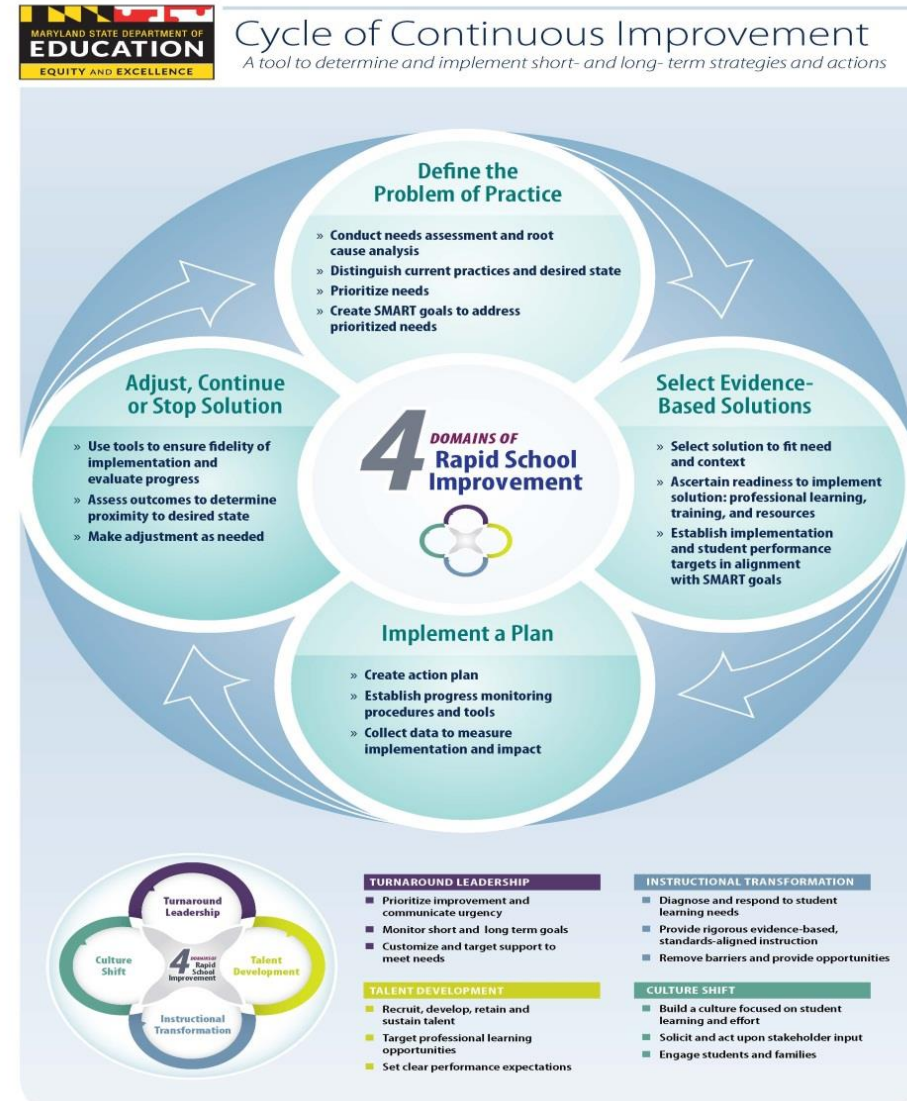 MARYLAND STATE DEPARTMENT OF
EDUCATION
EQUITY AND EXCELLENCE
Cycle of Continuous Improvement
A tool to determine and implement short- and long- term strategies and actions
Define the
Problem of Practice
» Conduct needs assessment and root
cause analysis
» Distinguish current practices and desired state
» Prioritize needs
» Create SMART goals to address
prioritized needs
Adjust, Continue
or Stop Solution
» Use tools to ensure fidelity of
implementation and
evaluate progress
» Assess outcomes to determine
proximity to desired state
» Make adjustment as needed
4 DOMAINS OF
Rapid School
Improvement
Select Evidence-
Based Solutions
» Select solution to fit need
and context
» Ascertain readiness to implement
solution: professional learning,
training, and resources
» Establish implementation
and student performance
targets in alignment
with SMART goals
Implement a Plan
» Create action plan
» Establish progress monitoring
procedures and tools
» Collect data to measure
implementation and impact
Turnaround
Leadership
Culture
Shift
4 DOMAINS OF
Rapid
School
Improvement
Talent
Development
Instructional
Transformation
TURNAROUND LEADERSHIP
Prioritize improvement and
communicate urgency
Monitor short and long term goals
Customize and target support to
meet needs
TALENT DEVELOPMENT
Recruit, develop, retain and
sustain talent
Target professional learning
opportunities
Set clear performance expectations
INSTRUCTIONAL TRANSFORMATION
Diagnose and respond to student
learning needs
Provide rigorous evidence-based,
standards-aligned instruction
Remove barriers and provide opportunities
CULTURE SHIFT
Build a culture focused on student
learning and effort
Solicit and act upon stakeholder input
Engage students and families